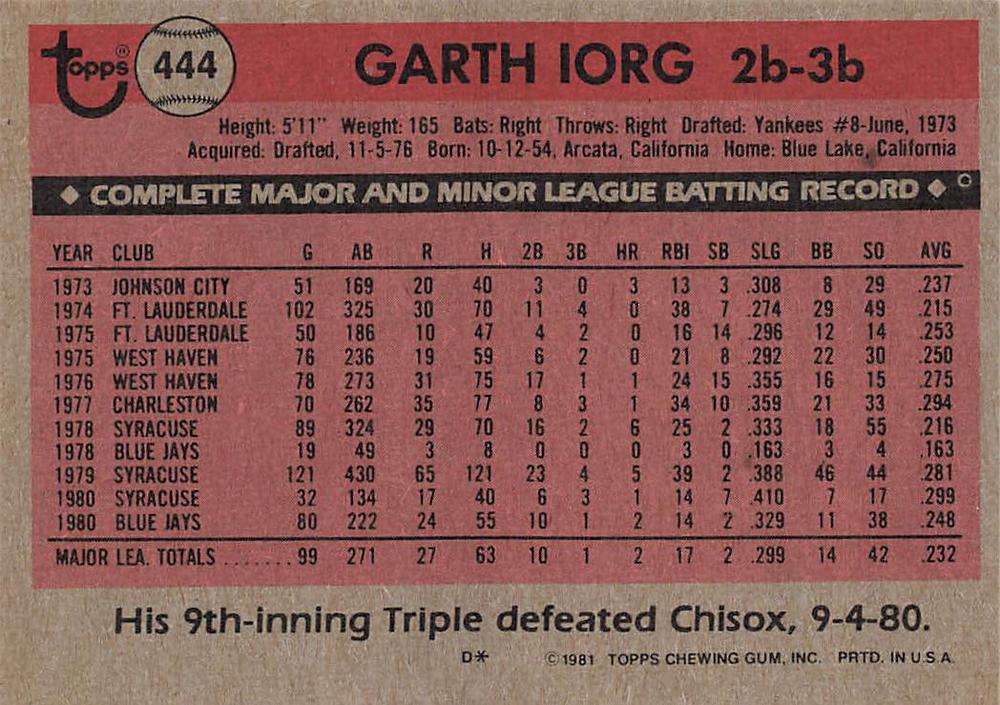 Topps® 444 GARTH IORG 2b-3b
Height: 5'11" Weight: 165 Bats: Right Throws: Right Drafted: Yankees #8-June, 1973
Acquired: Drafted, 11-5-76 Born: 10-12-54, Arcata, California Home: Blue Lake, California
◆ COMPLETE MAJOR AND MINOR LEAGUE BATTING RECORD ◆
YEAR CLUB G AB R H 2B 3B HR RBI SB SLG BB SO AVG
1973 JOHNSON CITY 51 169 20 40 3 0 3 13 3 .308 8 29 .237
1974 FT. LAUDERDALE 102 325 30 70 11 4 0 38 7 .274 29 49 .215
1975 FT. LAUDERDALE 50 186 10 47 4 2 0 16 14 .296 12 14 .253
1975 WEST HAVEN 76 236 19 59 6 2 0 21 8 .292 22 30 .250
1976 WEST HAVEN 78 273 31 75 17 1 1 24 15 .355 16 15 .275
1977 CHARLESTON 70 262 35 77 8 3 1 34 10 .359 21 33 .294
1978 SYRACUSE 89 324 29 70 16 2 6 25 2 .333 18 55 .216
1978 BLUE JAYS 19 49 3 8 0 0 0 3 0 .163 3 4 .163
1979 SYRACUSE 121 430 65 121 23 4 5 39 2 .388 46 44 .281
1980 SYRACUSE 32 134 17 40 6 3 1 14 7 .410 7 17 .299
1980 BLUE JAYS 80 222 24 55 10 1 2 14 2 .329 11 38 .248
MAJOR LEA. TOTALS ....... 99 271 27 63 10 1 2 17 2 .299 14 42 .232
His 9th-inning Triple defeated Chisox, 9-4-80.
D* ©1981 TOPPS CHEWING GUM, INC. PRTD. IN U.S.A.